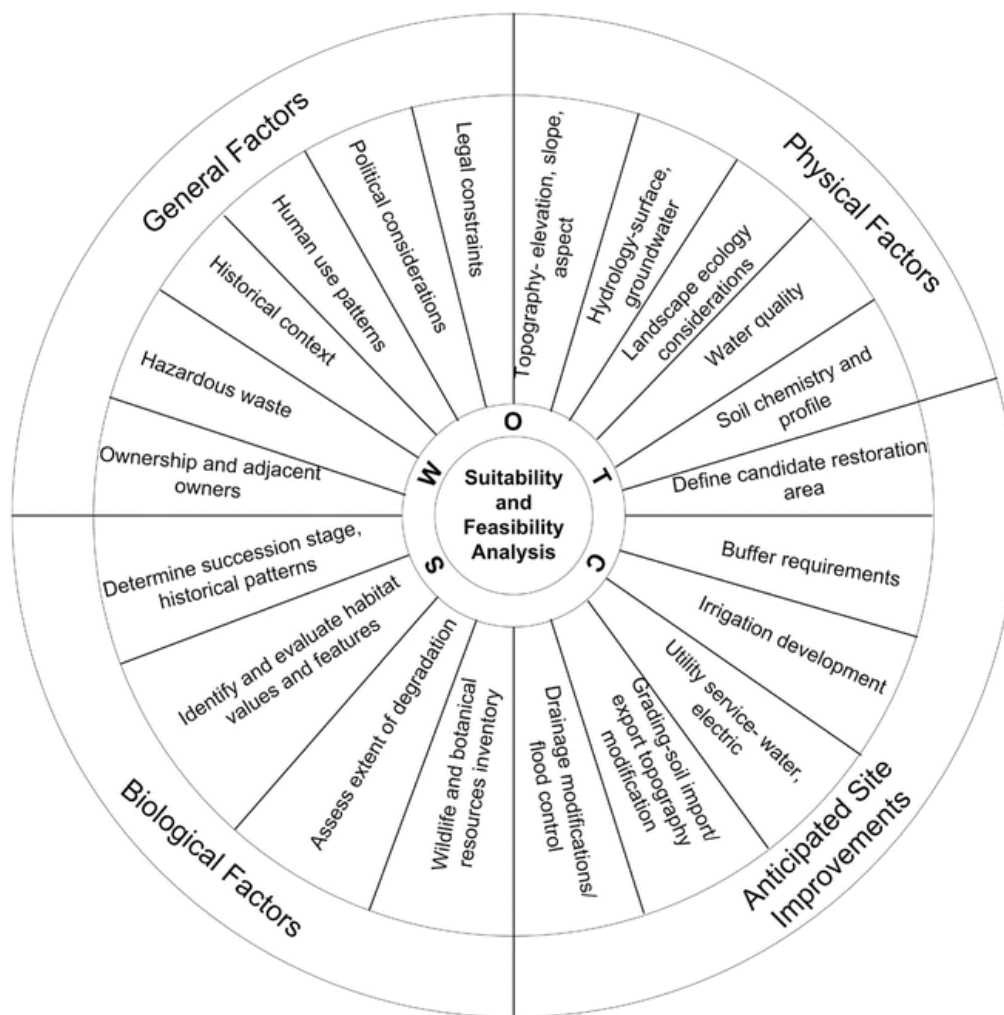 General Factors
Legal constraints
Political considerations
Human use patterns
Historical context
Hazardous waste
Ownership and adjacent
owners
Physical Factors
Topography- elevation, slope,
aspect
Hydrology-surface,
groundwater
Landscape ecology
considerations
Water quality
Soil chemistry and
profile
Define candidate restoration
area
Anticipated Site
Improvements
Buffer requirements
Irrigation development
Utility service- water,
electric
Grading-soil import/
export topography
modification
Drainage modifications/
flood control
Biological Factors
Wildlife and botanical
resources inventory
Assess extent of degradation
Identify and evaluate habitat
values and features
Determine succession stage,
historical patterns
S
W
O
T
C
Suitability
and
Feasibility
Analysis